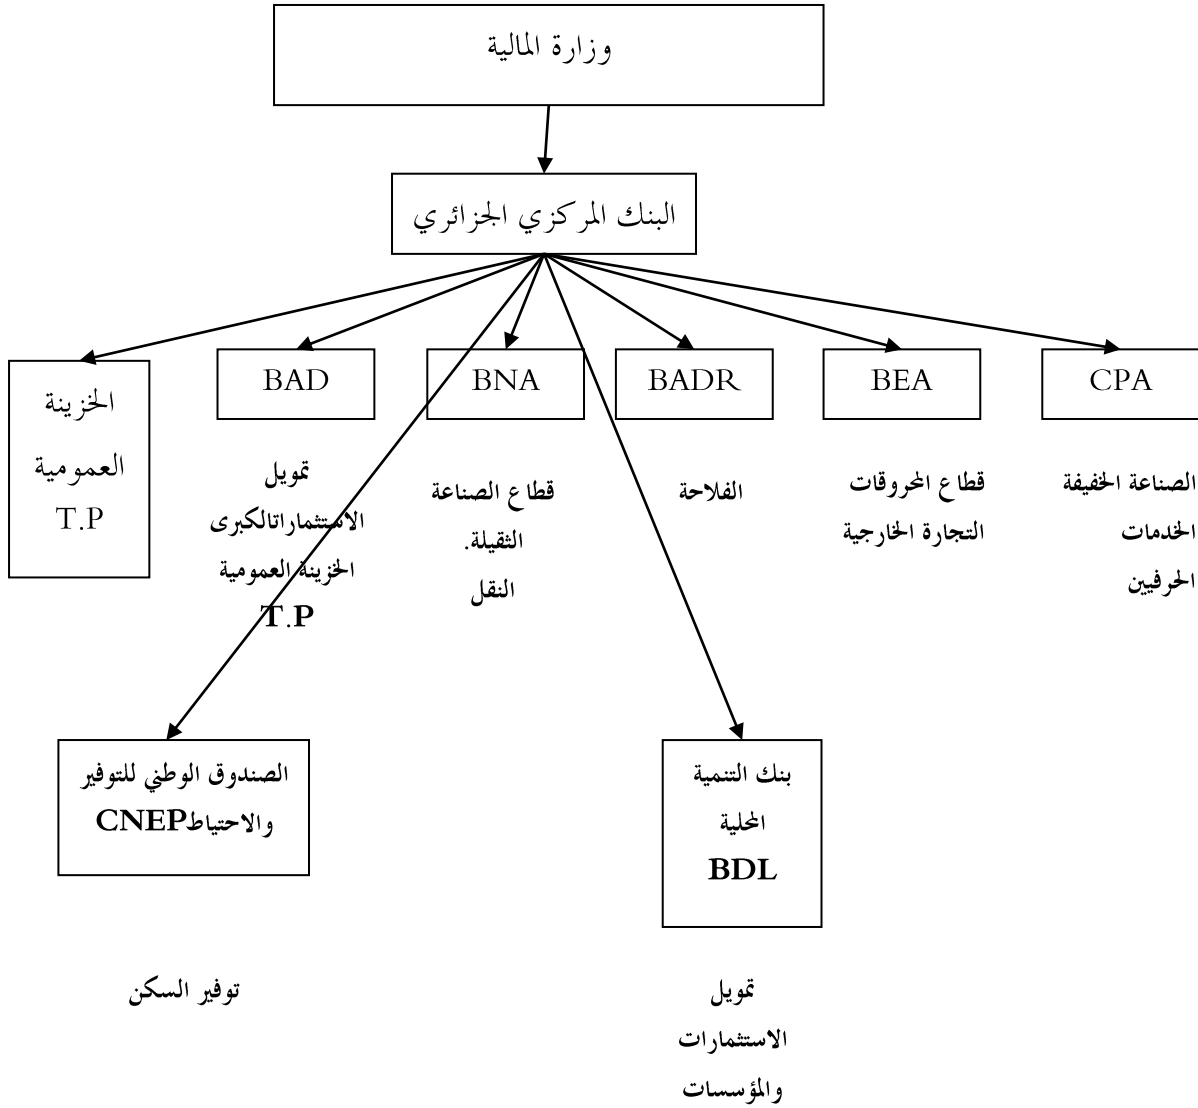 وزارة المالية
البنك المركزي الجزائري
CPA
BEA
BADR
BNA
BAD
الخزينة
العمومية
T.P
الصناعة الخفيفة
الخدمات
الحرفيين
قطاع المحروقات
التجارة الخارجية
الفلاحة
قطاع الصناعة
الثقيلة.
النقل
تمويل
الاستثماراتالكبرى
الخزينة العمومية
T.P
بنك التنمية
المحلية
BDL
الصندوق الوطني للتوفير
والاحتياطCNEP
تمويل
الاستثمارات
والمؤسسات
توفير السكن